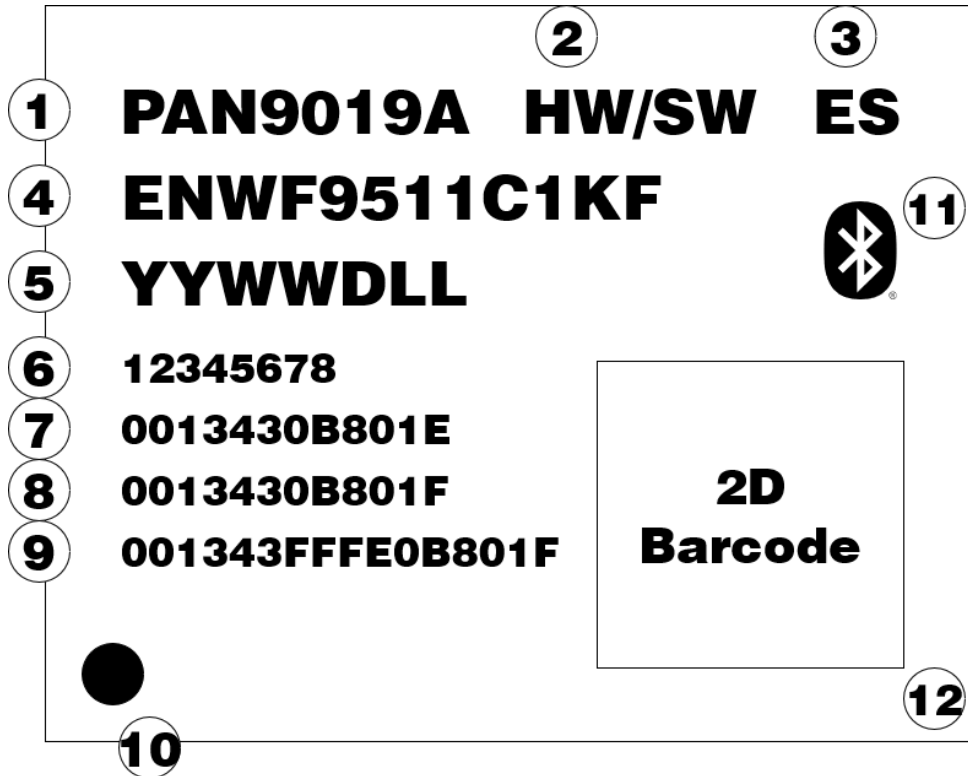 2 3
1 PAN9019A HW/SW ES
4 ENWF9511C1KF
11
5 YYWWDLL
®
6 12345678
7 0013430B801E
8 0013430B801F
2D
9 001343FFFE0B801F
Barcode
12
10